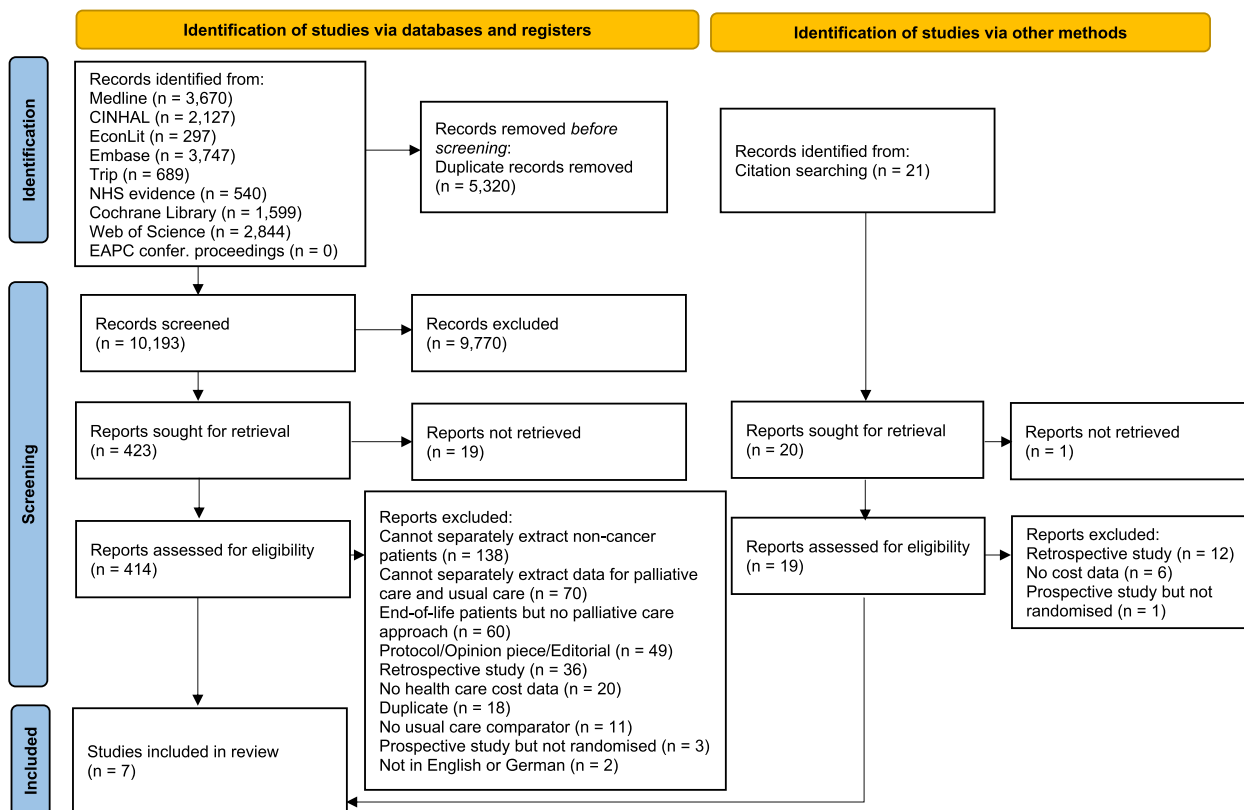 Identification of studies via databases and registers
Identification of studies via other methods
Identification
Records identified from:
Medline (n = 3,670)
CINHAL (n = 2,127)
EconLit (n = 297)
Embase (n = 3,747)
Trip (n = 689)
NHS evidence (n = 540)
Cochrane Library (n = 1,599)
Web of Science (n = 2,844)
EAPC confer. proceedings (n = 0)
Records removed before
screening:
Duplicate records removed
(n = 5,320)
Records identified from:
Citation searching (n = 21)
Screening
Records screened
(n = 10,193)
Records excluded
(n = 9,770)
Reports sought for retrieval
(n = 423)
Reports not retrieved
(n = 19)
Reports sought for retrieval
(n = 20)
Reports not retrieved
(n = 1)
Reports assessed for eligibility
(n = 414)
Reports excluded:
Cannot separately extract non-cancer
patients (n = 138)
Cannot separately extract data for palliative
care and usual care (n = 70)
End-of-life patients but no palliative care
approach (n = 60)
Protocol/Opinion piece/Editorial (n = 49)
Retrospective study (n = 36)
No health care cost data (n = 20)
Duplicate (n = 18)
No usual care comparator (n = 11)
Prospective study but not randomised (n = 3)
Not in English or German (n = 2)
Reports assessed for eligibility
(n = 19)
Reports excluded:
Retrospective study (n = 12)
No cost data (n = 6)
Prospective study but not
randomised (n = 1)
Included
Studies included in review
(n = 7)